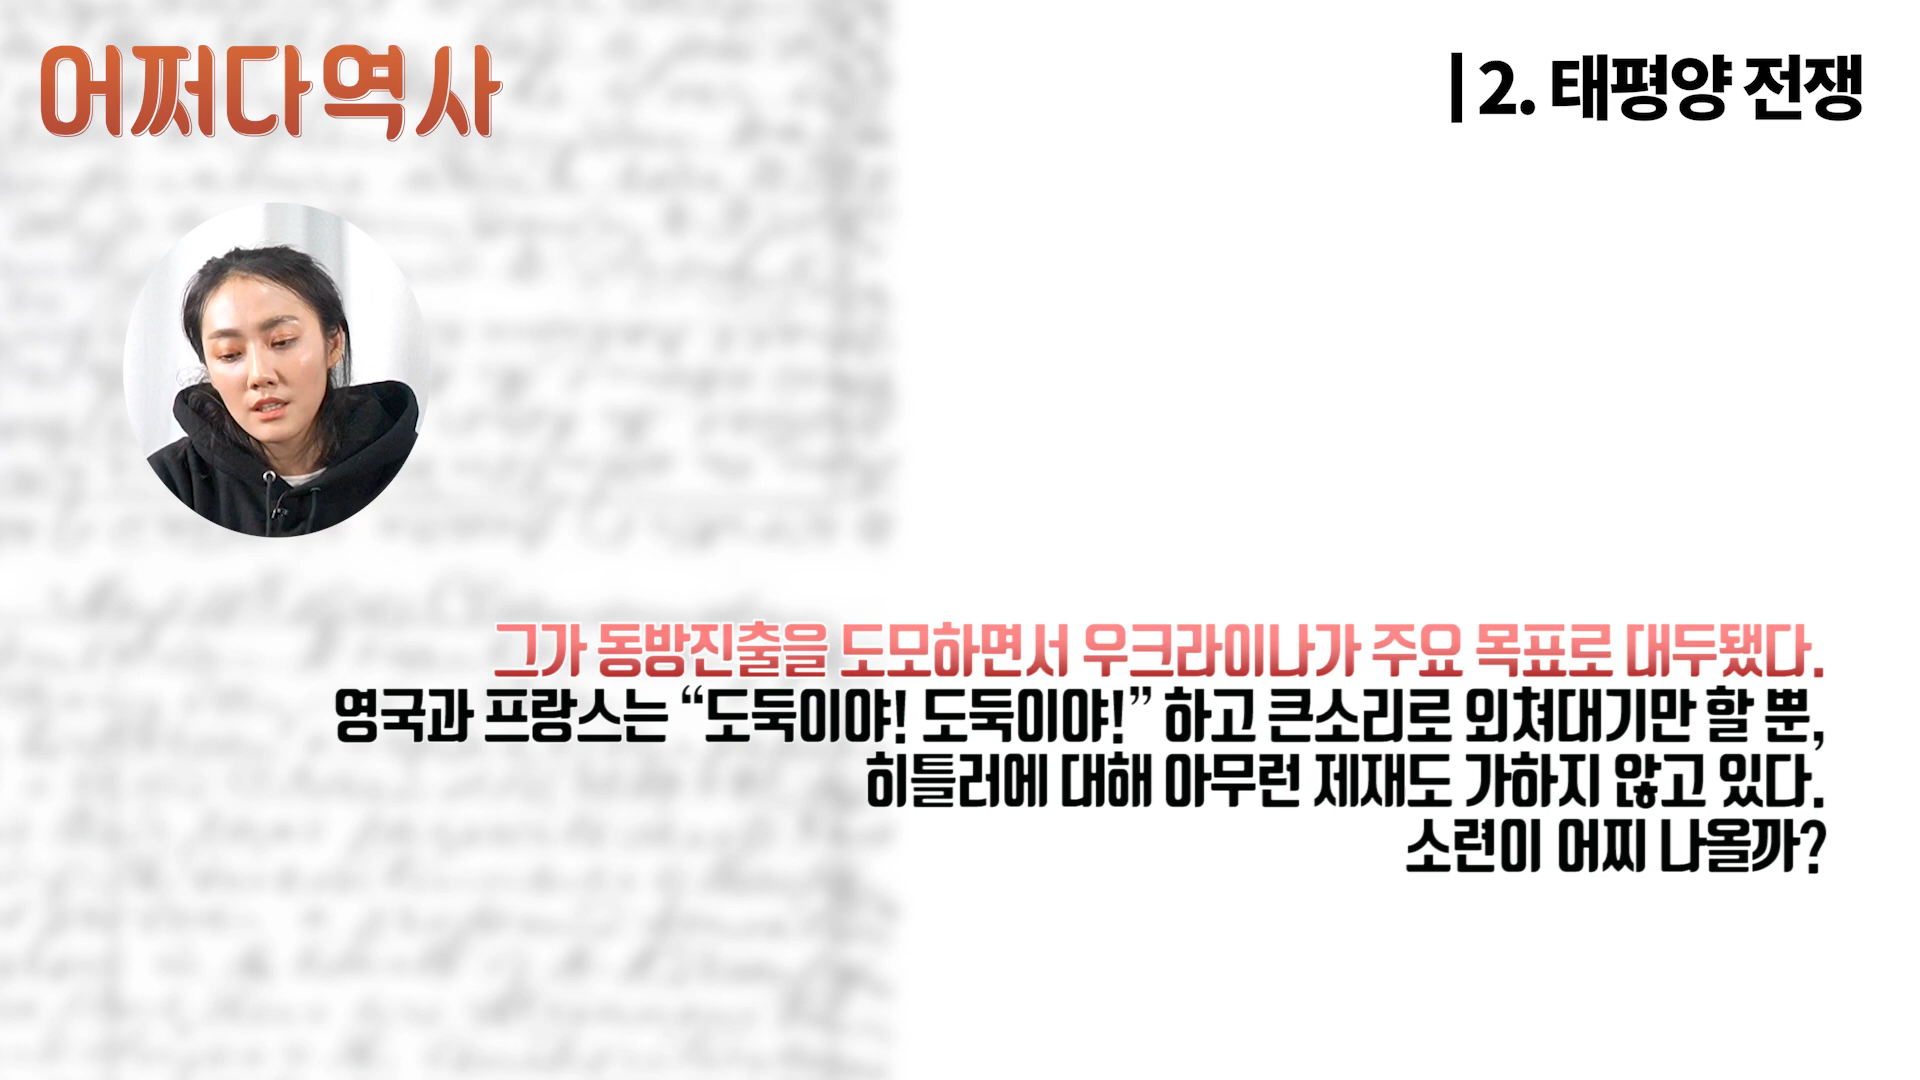 어쩌다역사
| 2. 태평양 전쟁
그가 동방진출을 도모하면서 우크라이나가 주요 목표로 대두됐다.
영국과 프랑스는 “도둑이야! 도둑이야!” 하고 큰소리로 외쳐대기만 할 뿐,
히틀러에 대해 아무런 제재도 가하지 않고 있다.
소련이 어찌 나올까?